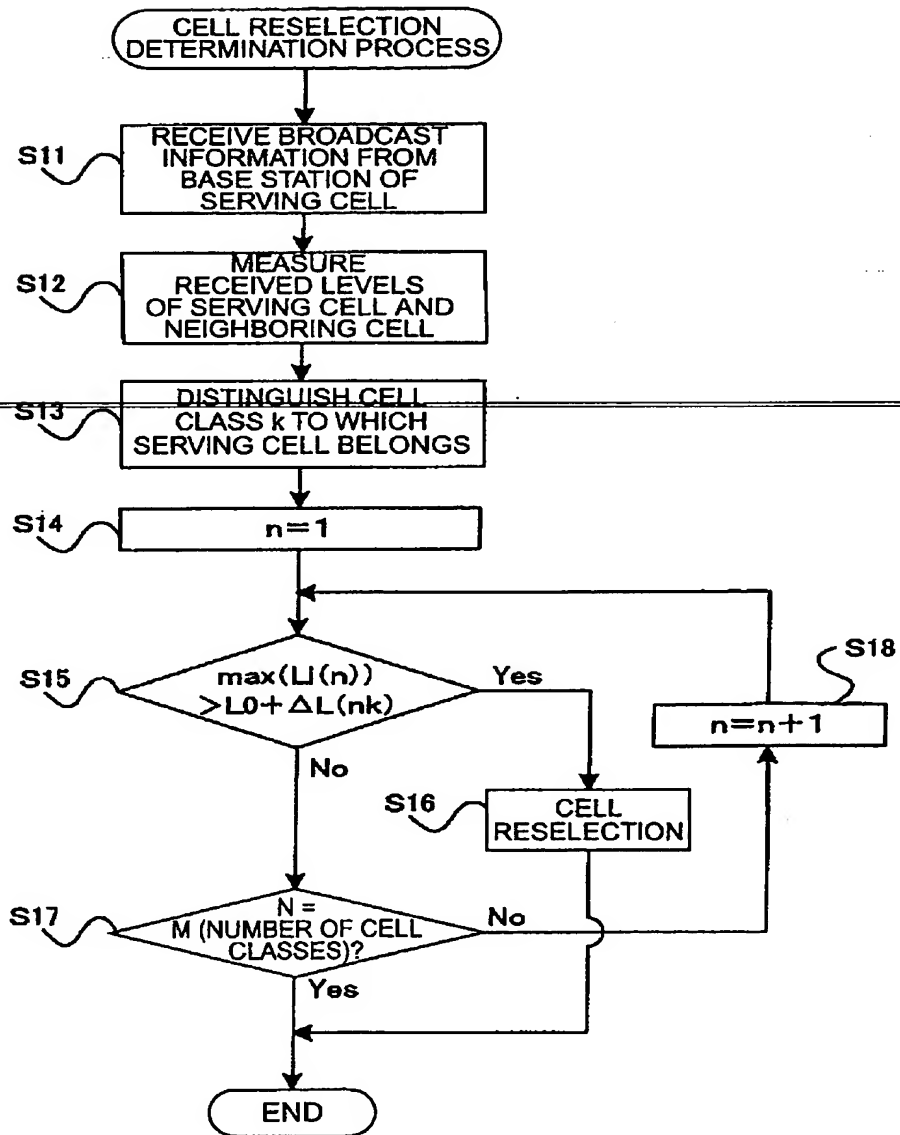 CELL RESELECTION
DETERMINATION PROCESS
S11
RECEIVE BROADCAST
INFORMATION FROM
BASE STATION OF
SERVING CELL
S12
MEASURE
RECEIVED LEVELS
OF SERVING CELL AND
NEIGHBORING CELL
S13
DISTINGUISH CELL
CLASS k TO WHICH
SERVING CELL BELONGS
S14
n=1
S15
max(Li(n))
>L0+ΔL(nk)
Yes
No
S18
n=n+1
S16
CELL
RESELECTION
S17
N =
M (NUMBER OF CELL
CLASSES)?
No
Yes
END